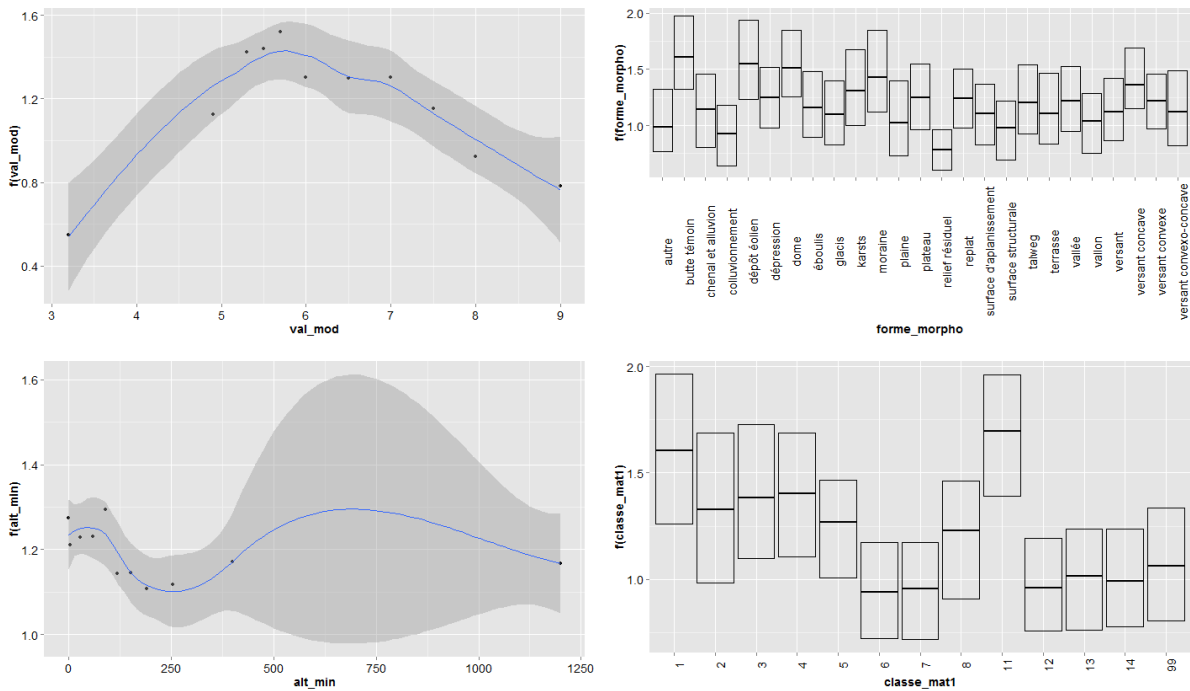 f(val_mod)
1.6
1.2
0.8
0.4
3 4 5 6 7 8 9
val_mod
f(forme_morpho)
2.0
1.5
1.0
autre
butte témoin
chenal et alluvion
colluvionnement
dépôt éolien
dépression
dome
éboulis
glacis
karsts
moraine
plaine
plateau
relief résiduel
replat
surface d'aplanissement
surface structurale
talweg
terrasse
vallée
vallon
versant
versant concave
versant convexe
versant convexo-concave
forme_morpho
f(alt_min)
1.6
1.4
1.2
1.0
0 250 500 750 1000 1250
alt_min
f(classe_mat1)
2.0
1.5
1.0
1 2 3 4 5 6 7 8 11 12 13 14 99
classe_mat1